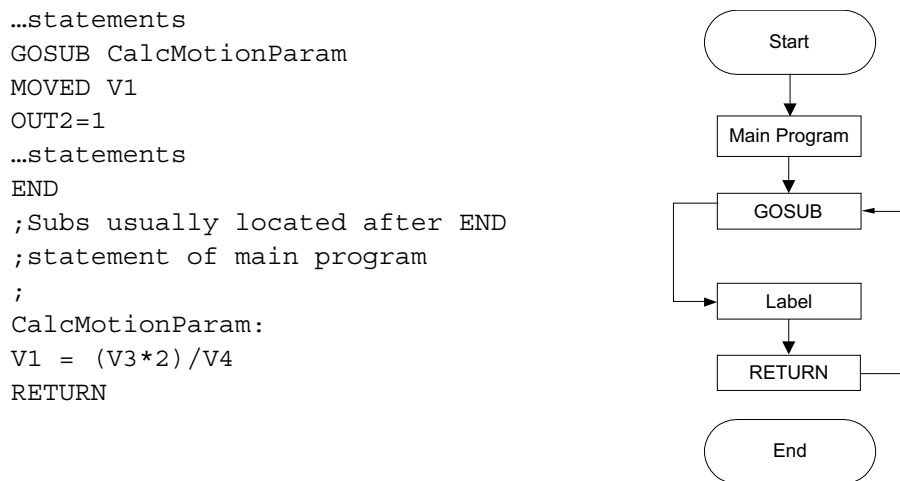 …statements
GOSUB CalcMotionParam
MOVED V1
OUT2=1
…statements
END
;Subs usually located after END
;statement of main program
;
CalcMotionParam:
V1 = (V3*2)/V4
RETURN
Start
Main Program
GOSUB
Label
RETURN
End